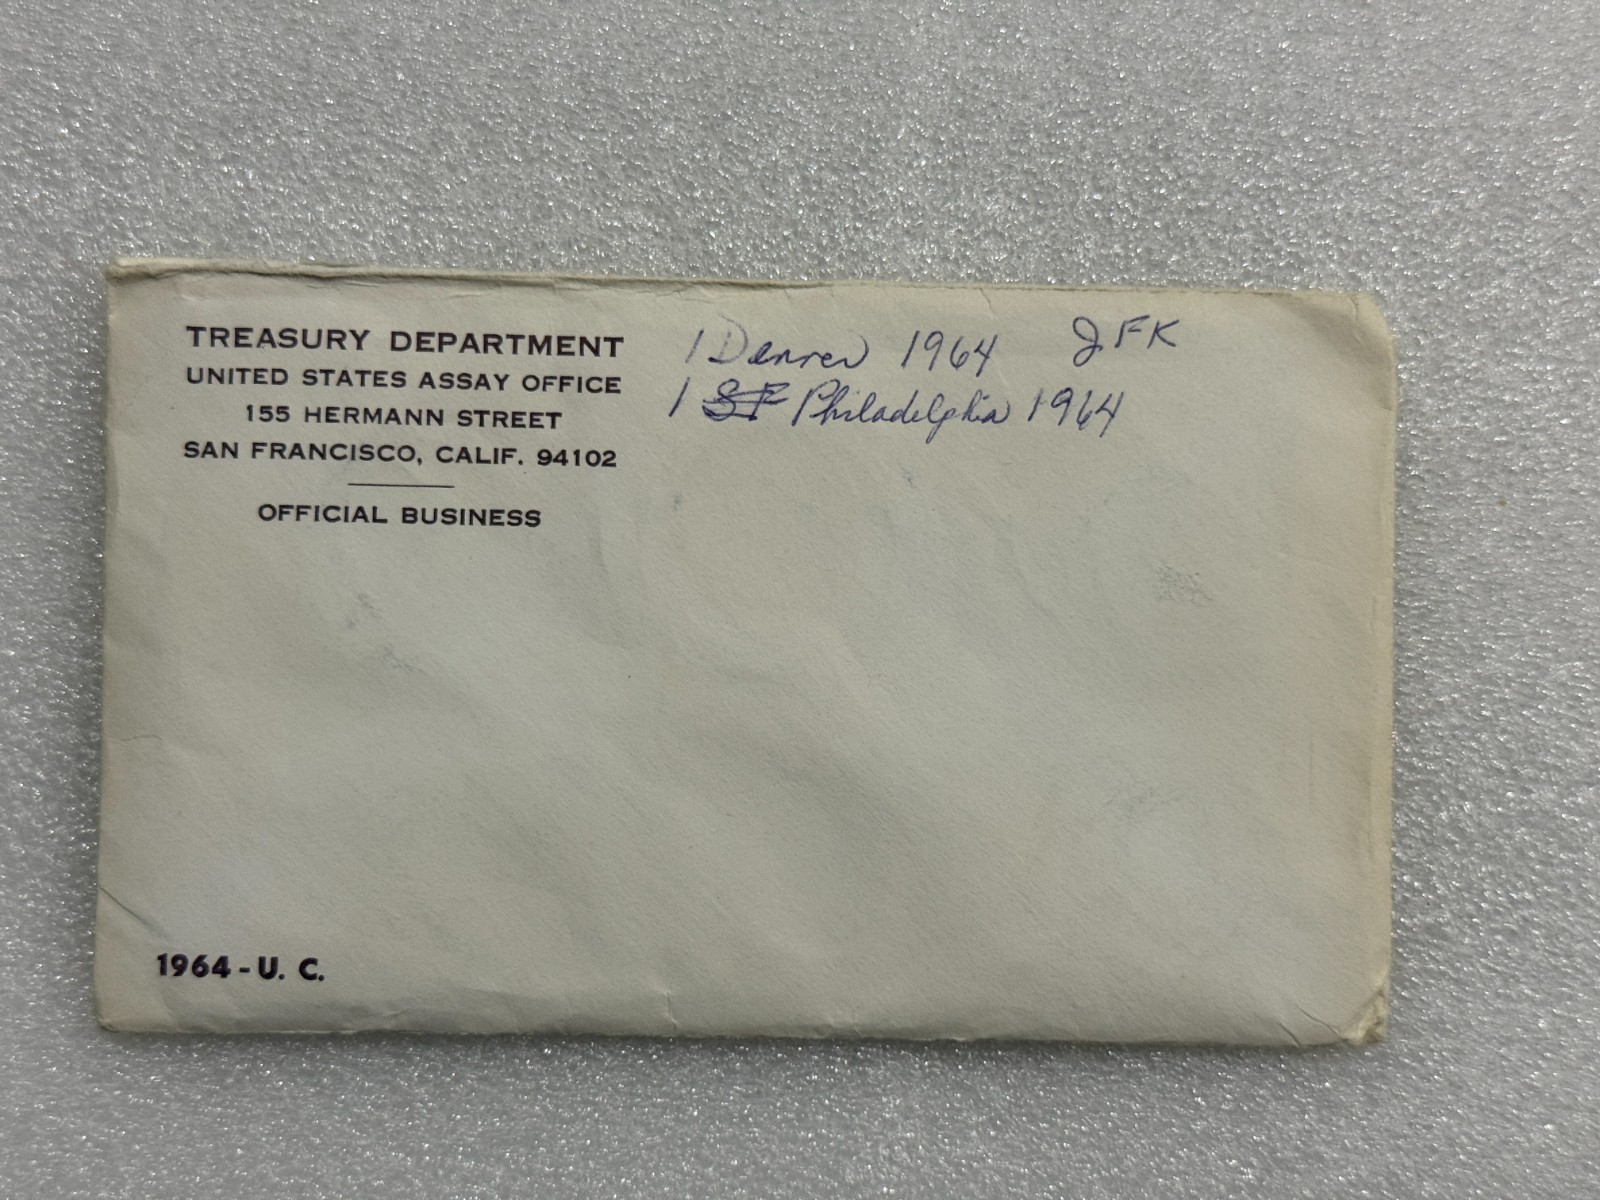 TREASURY DEPARTMENT
UNITED STATES ASSAY OFFICE
155 HERMANN STREET
SAN FRANCISCO, CALIF. 94102
OFFICIAL BUSINESS
1 Denver 1964 JFK
1 SF Philadelphia 1964
1964 - U. C.